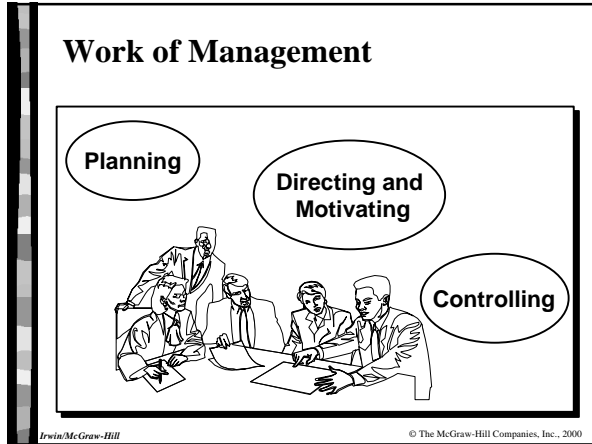 Work of Management
Planning
Directing and
Motivating
Controlling
Irwin/McGraw-Hill
© The McGraw-Hill Companies, Inc., 2000